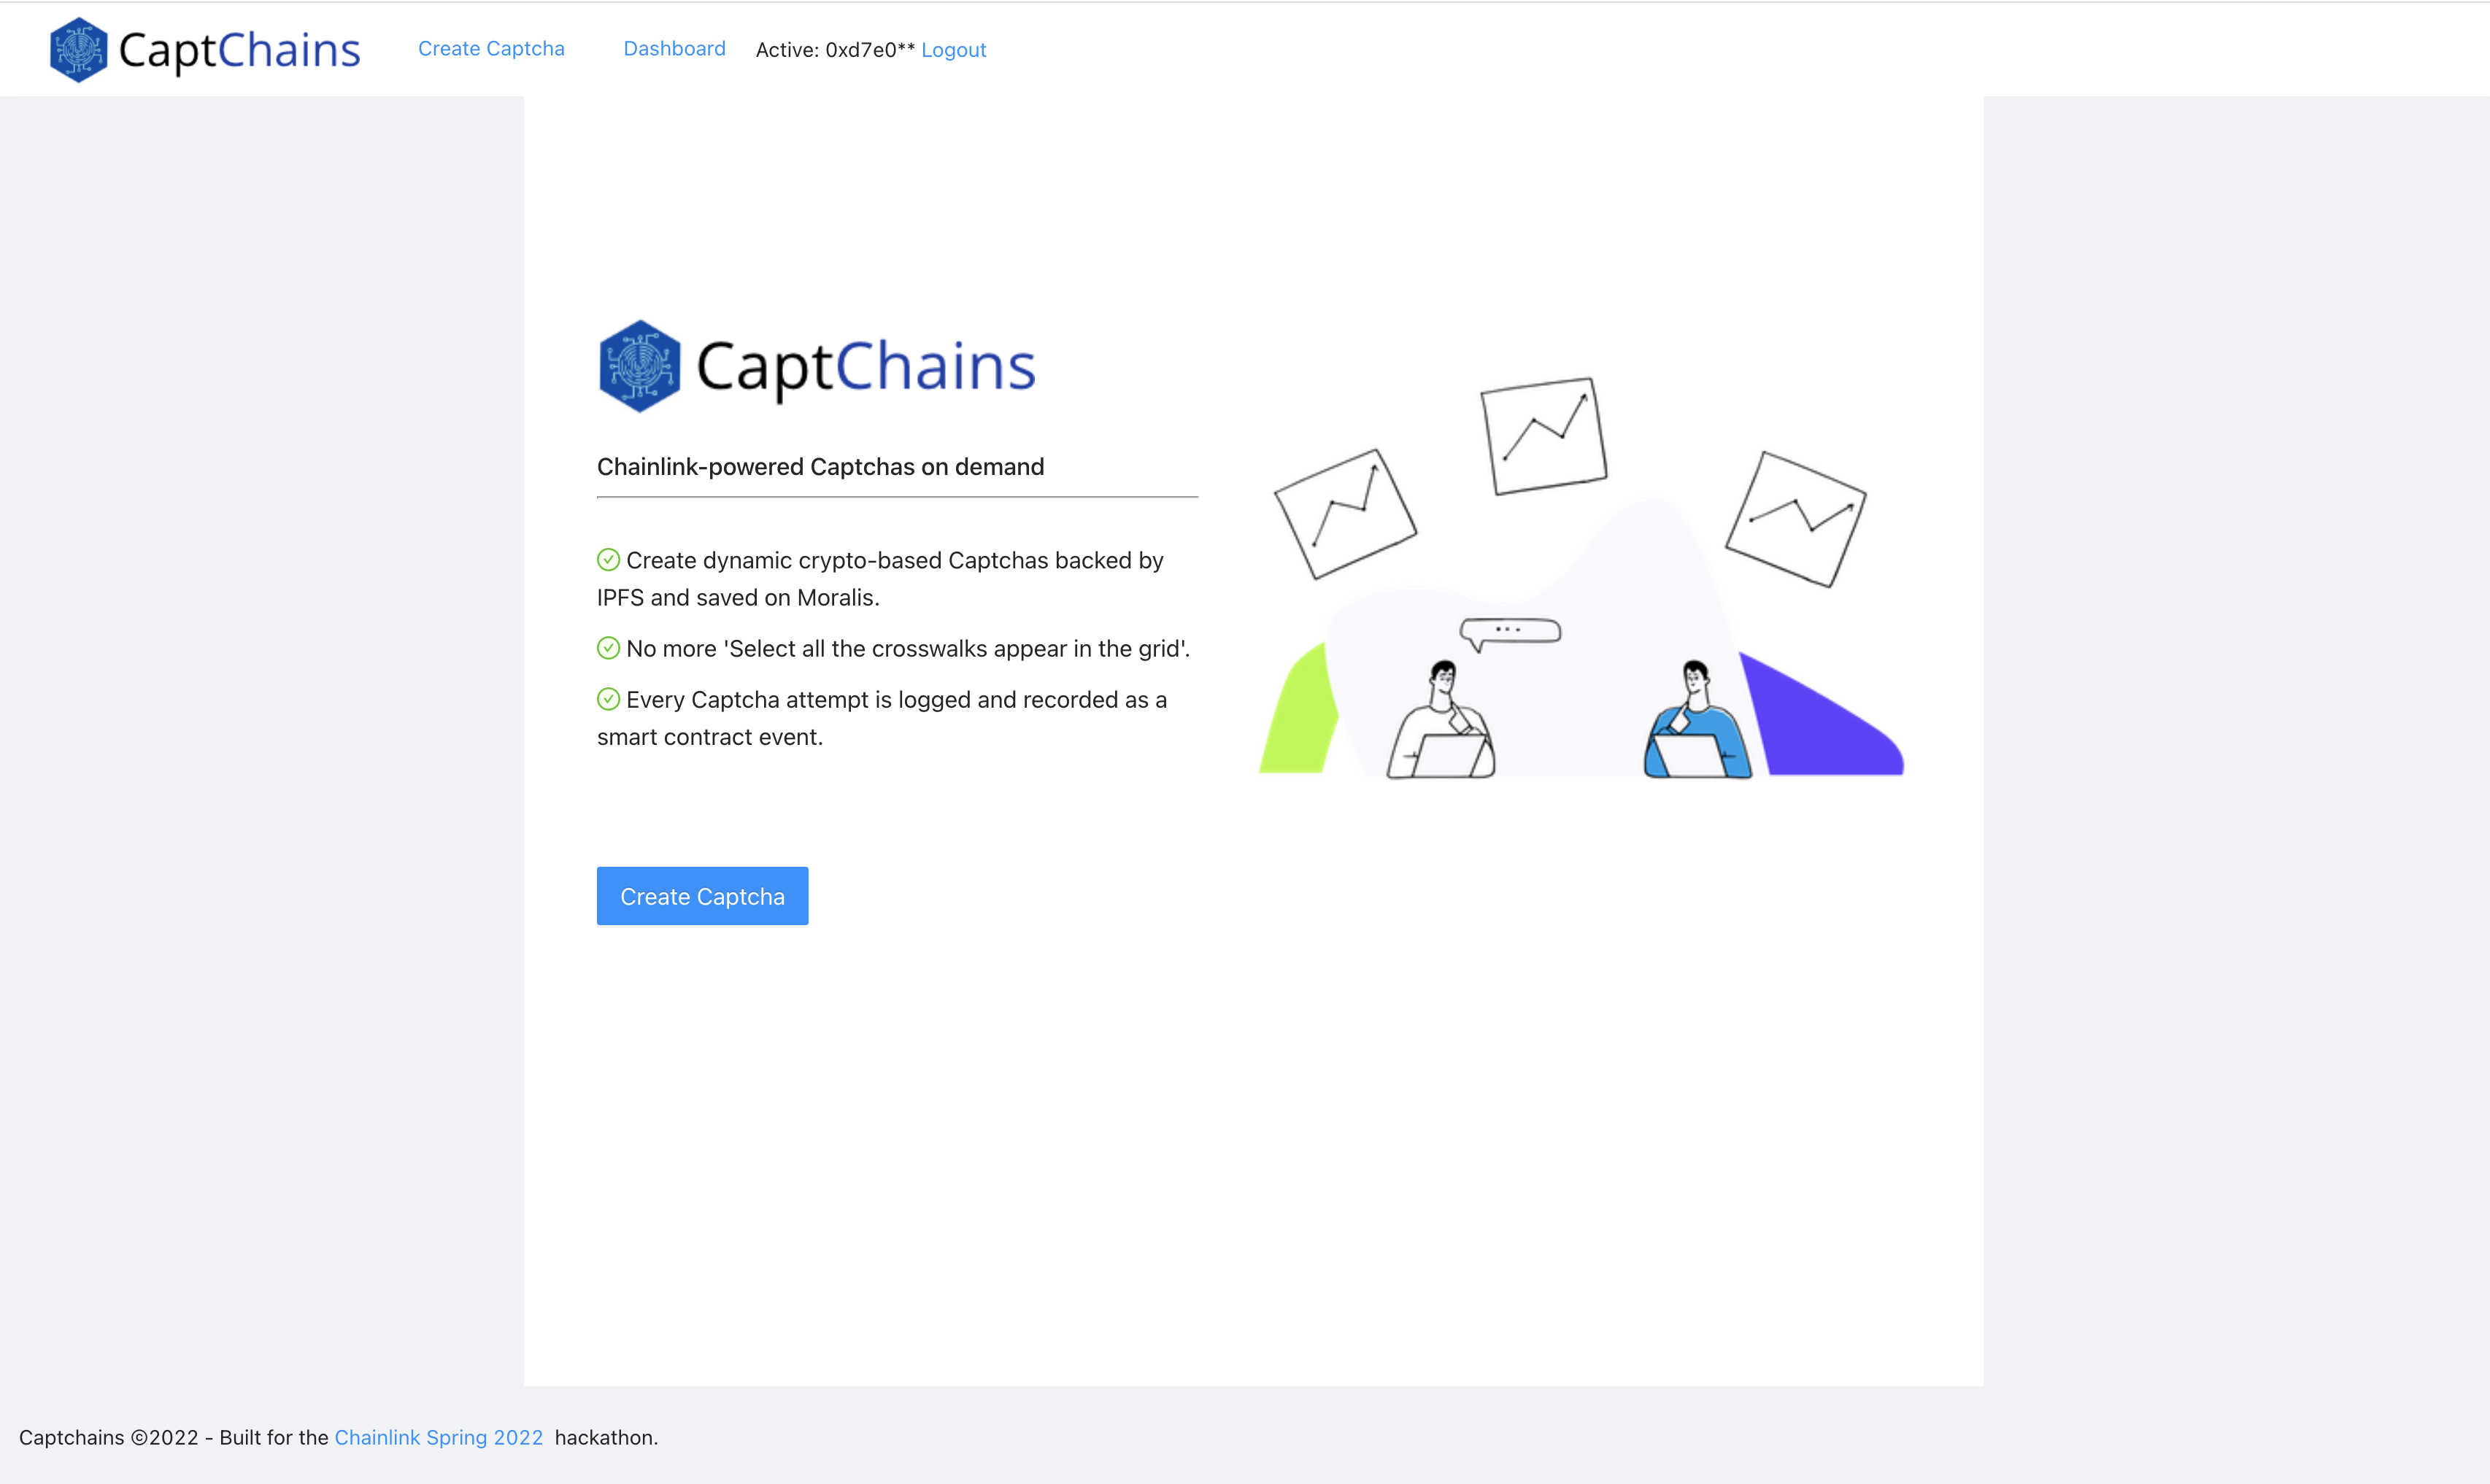 CaptChains Create Captcha Dashboard Active: 0xd7e0** Logout
CaptChains
Chainlink-powered Captchas on demand
Create dynamic crypto-based Captchas backed by
IPFS and saved on Moralis.
No more 'Select all the crosswalks appear in the grid'.
Every Captcha attempt is logged and recorded as a
smart contract event.
Create Captcha
Captchains ©2022 - Built for the Chainlink Spring 2022 hackathon.